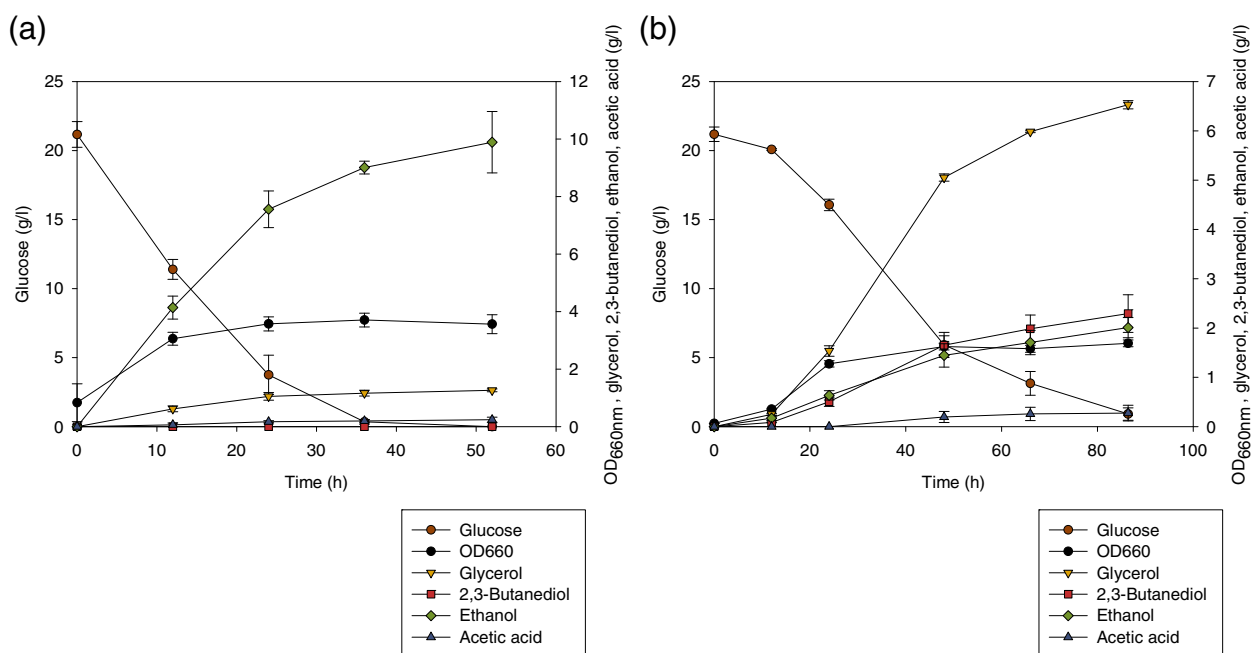 (a)
25
20
15
10
5
0
Glucose (g/l)
12
10
8
6
4
2
0
OD660nm, glycerol, 2,3-butanediol, ethanol, acetic acid (g/l)
0 10 20 30 40 50 60
Time (h)
Glucose
OD660
Glycerol
2,3-Butanediol
Ethanol
Acetic acid
(b)
25
20
15
10
5
0
Glucose (g/l)
7
6
5
4
3
2
1
0
OD660nm, glycerol, 2,3-butanediol, ethanol, acetic acid (g/l)
0 20 40 60 80 100
Time (h)
Glucose
OD660
Glycerol
2,3-Butanediol
Ethanol
Acetic acid